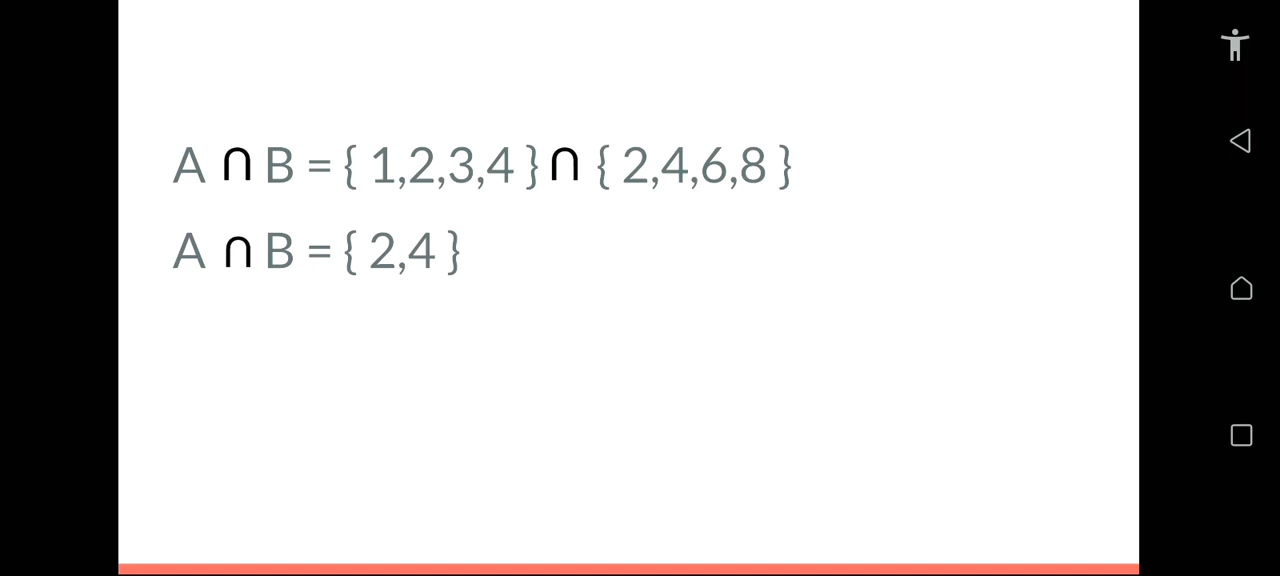 A ∩ B = { 1,2,3,4 } ∩ { 2,4,6,8 }
A ∩ B = { 2,4 }